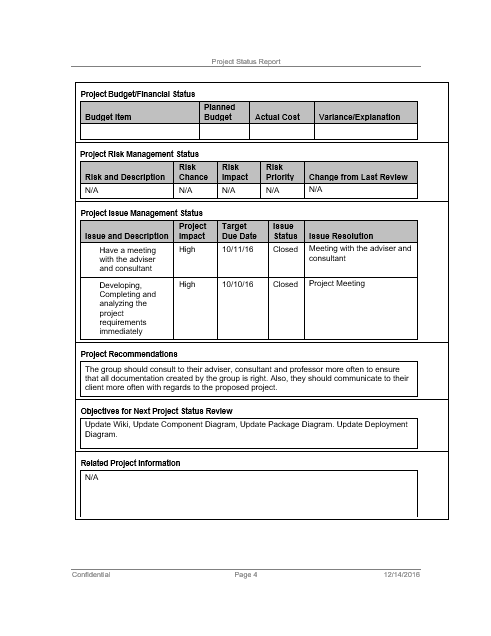 Project Status Report
Project Budget/Financial Status
Budget Item Planned Budget Actual Cost Variance/Explanation
Project Risk Management Status
Risk and Description Risk Chance Risk Impact Risk Priority Change from Last Review
N/A N/A N/A N/A N/A
Project Issue Management Status
Issue and Description Project Impact Target Due Date Issue Status Issue Resolution
Have a meeting
with the adviser
and consultant
High 10/11/16 Closed Meeting with the adviser and
consultant
Developing,
Completing and
analyzing the
project
requirements
immediately
High 10/10/16 Closed Project Meeting
Project Recommendations
The group should consult to their adviser, consultant and professor more often to ensure
that all documentation created by the group is right. Also, they should communicate to their
client more often with regards to the proposed project.
Objectives for Next Project Status Review
Update Wiki, Update Component Diagram, Update Package Diagram. Update Deployment
Diagram.
Related Project Information
N/A
Confidential Page 4 12/14/2016